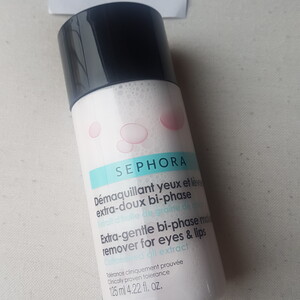 SEPHORA
Démaquillant yeux et
extra-doux bi-phase
Extra-gentle bi-phase
remover for eyes & lips
Tolérance cliniquement prouvée
Clinically proven tolerance
125 ml 4.22 fl. oz.